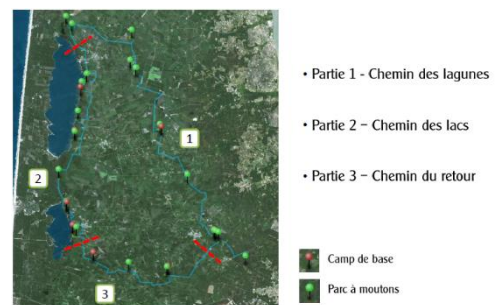 1
• Partie 1 - Chemin des lagunes
• Partie 2 – Chemin des lacs
2
• Partie 3 – Chemin du retour
Camp de base
3
Parc à moutons